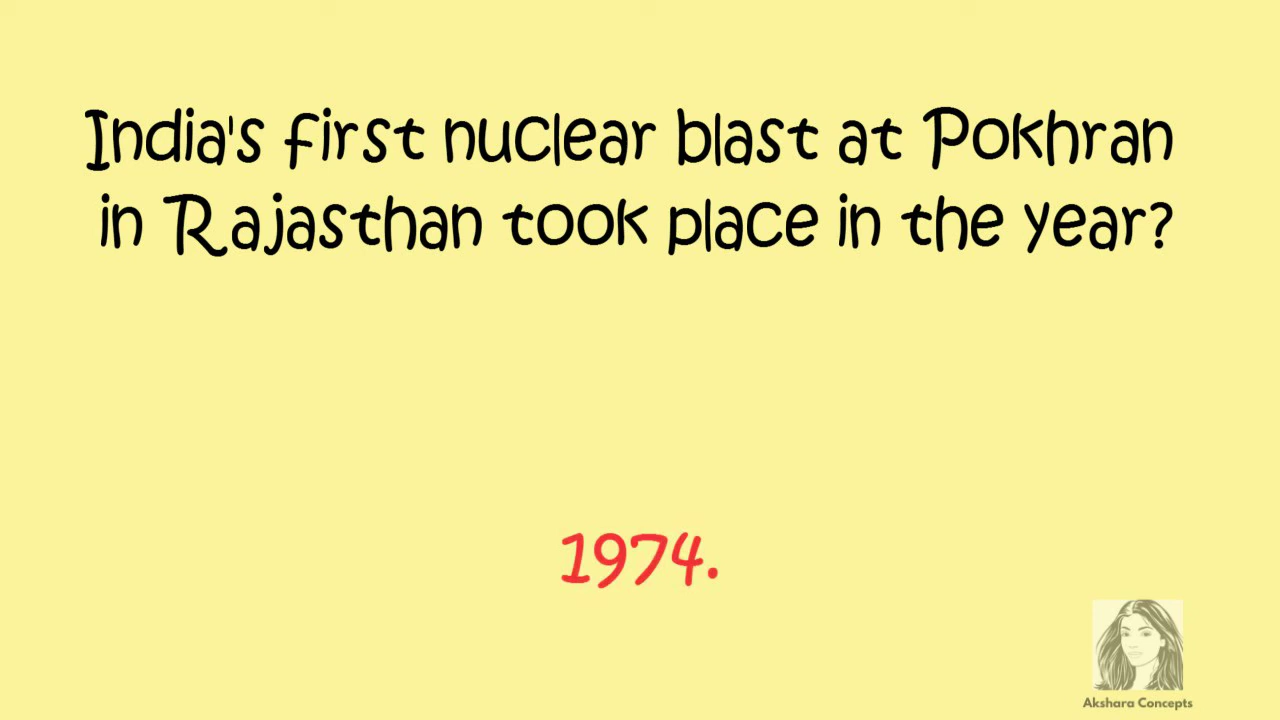 India's first nuclear blast at Pokhran
in Rajasthan took place in the year?
1974.
Akshara Concepts